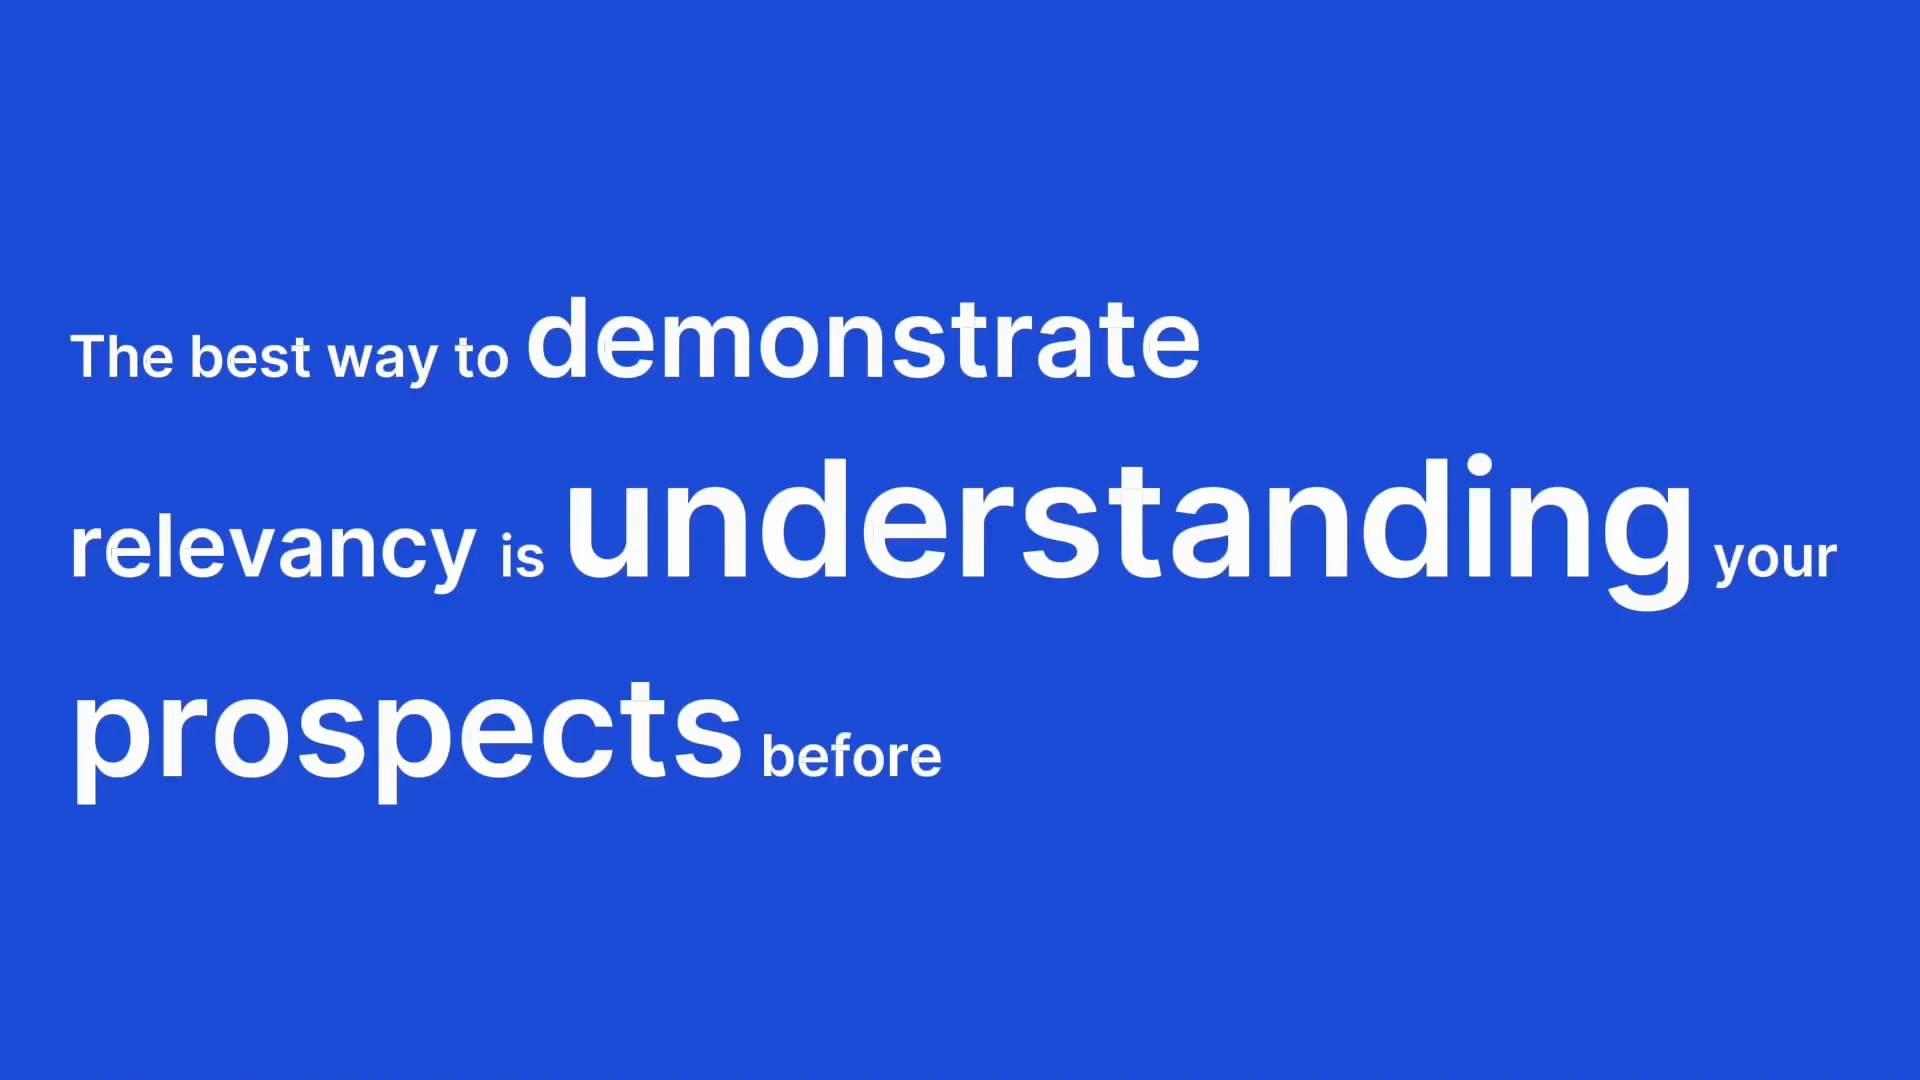 The best way to demonstrate
relevancy is understanding your
prospects before